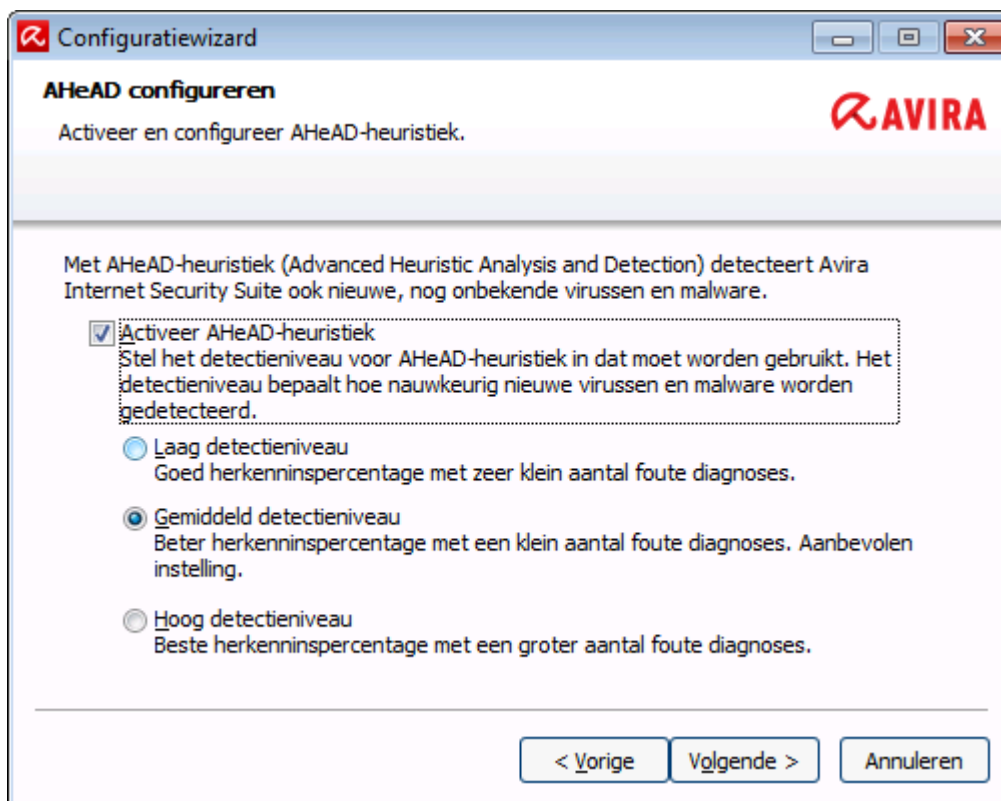 Configuratiewizard
AHeAD configureren
AVIRA
Activeer en configureer AHeAD-heuristiek.
Met AHeAD-heuristiek (Advanced Heuristic Analysis and Detection) detecteert Avira
Internet Security Suite ook nieuwe, nog onbekende virussen en malware.
Activeer AHeAD-heuristiek
Stel het detectieniveau voor AHeAD-heuristiek in dat moet worden gebruikt. Het
detectieniveau bepaalt hoe nauwkeurig nieuwe virussen en malware worden
gedetecteerd.
Laag detectieniveau
Goed herkenninspercentage met zeer klein aantal foute diagnoses.
Gemiddeld detectieniveau
Beter herkenninspercentage met een klein aantal foute diagnoses. Aanbevolen
instelling.
Hoog detectieniveau
Beste herkenninspercentage met een groter aantal foute diagnoses.
< Vorige
Volgende >
Annuleren